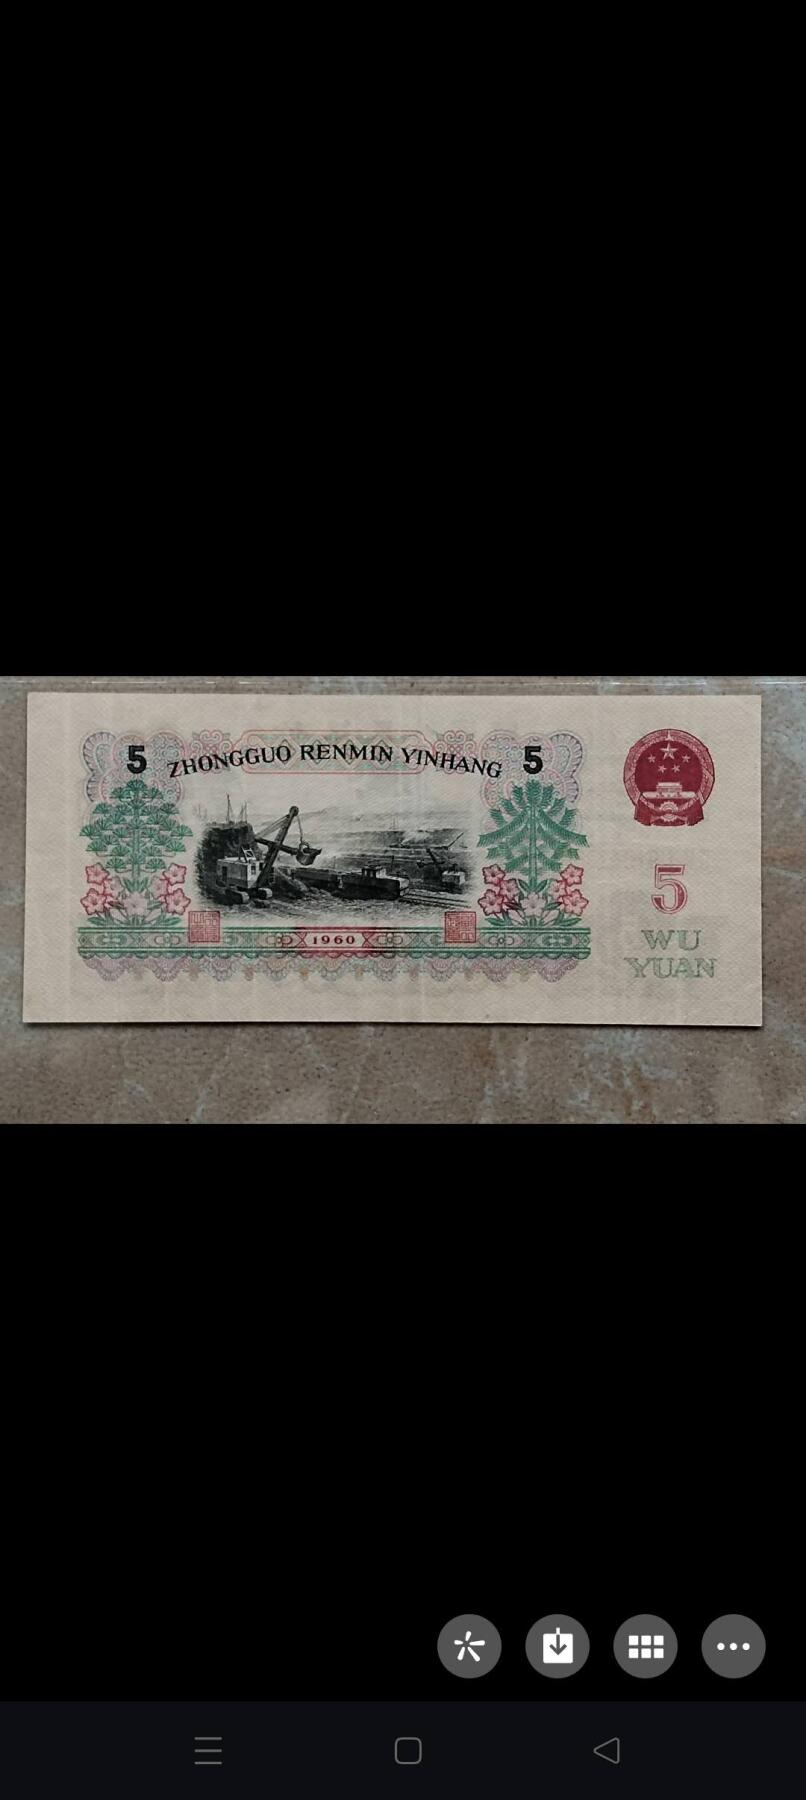 5 ZHONGGUO RENMIN YINHANG 5
1960
5
WU
YUAN